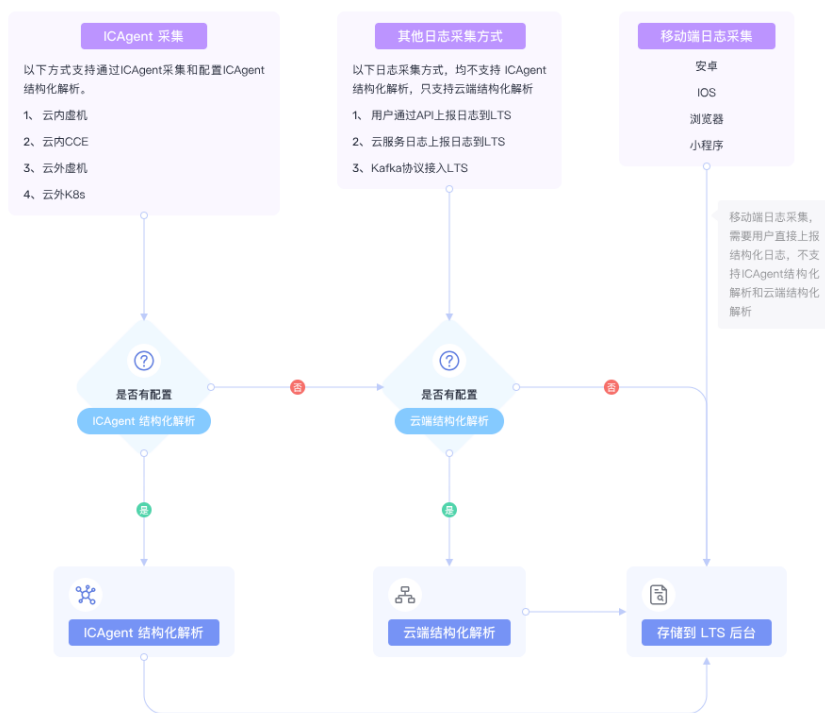 ICAgent 采集
以下方式支持通过ICAgent采集和配置ICAgent
结构化解析。
1、 云内虚机
2、 云内CCE
3、 云外虚机
4、 云外K8s
其他日志采集方式
以下日志采集方式，均不支持 ICAgent
结构化解析，只支持云端结构化解析
1、 用户通过API上报日志到LTS
2、 云服务日志上报日志到LTS
3、 Kafka协议接入LTS
移动端日志采集
安卓
IOS
浏览器
小程序
移动端日志采集，
需要用户直接上报
结构化日志，不支
持ICAgent结构化
解析和云端结构化
解析
是否有配置
ICAgent 结构化解析
否
是否有配置
云端结构化解析
否
是
是
ICAgent 结构化解析
云端结构化解析
存储到 LTS 后台